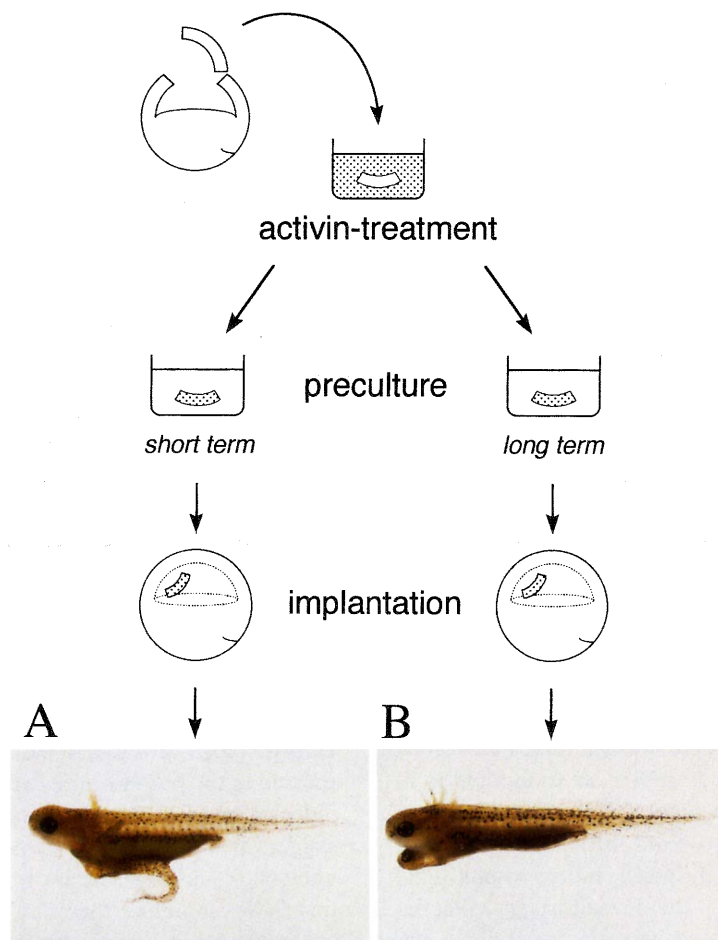 activin-treatment
preculture
short term
long term
implantation
A
B